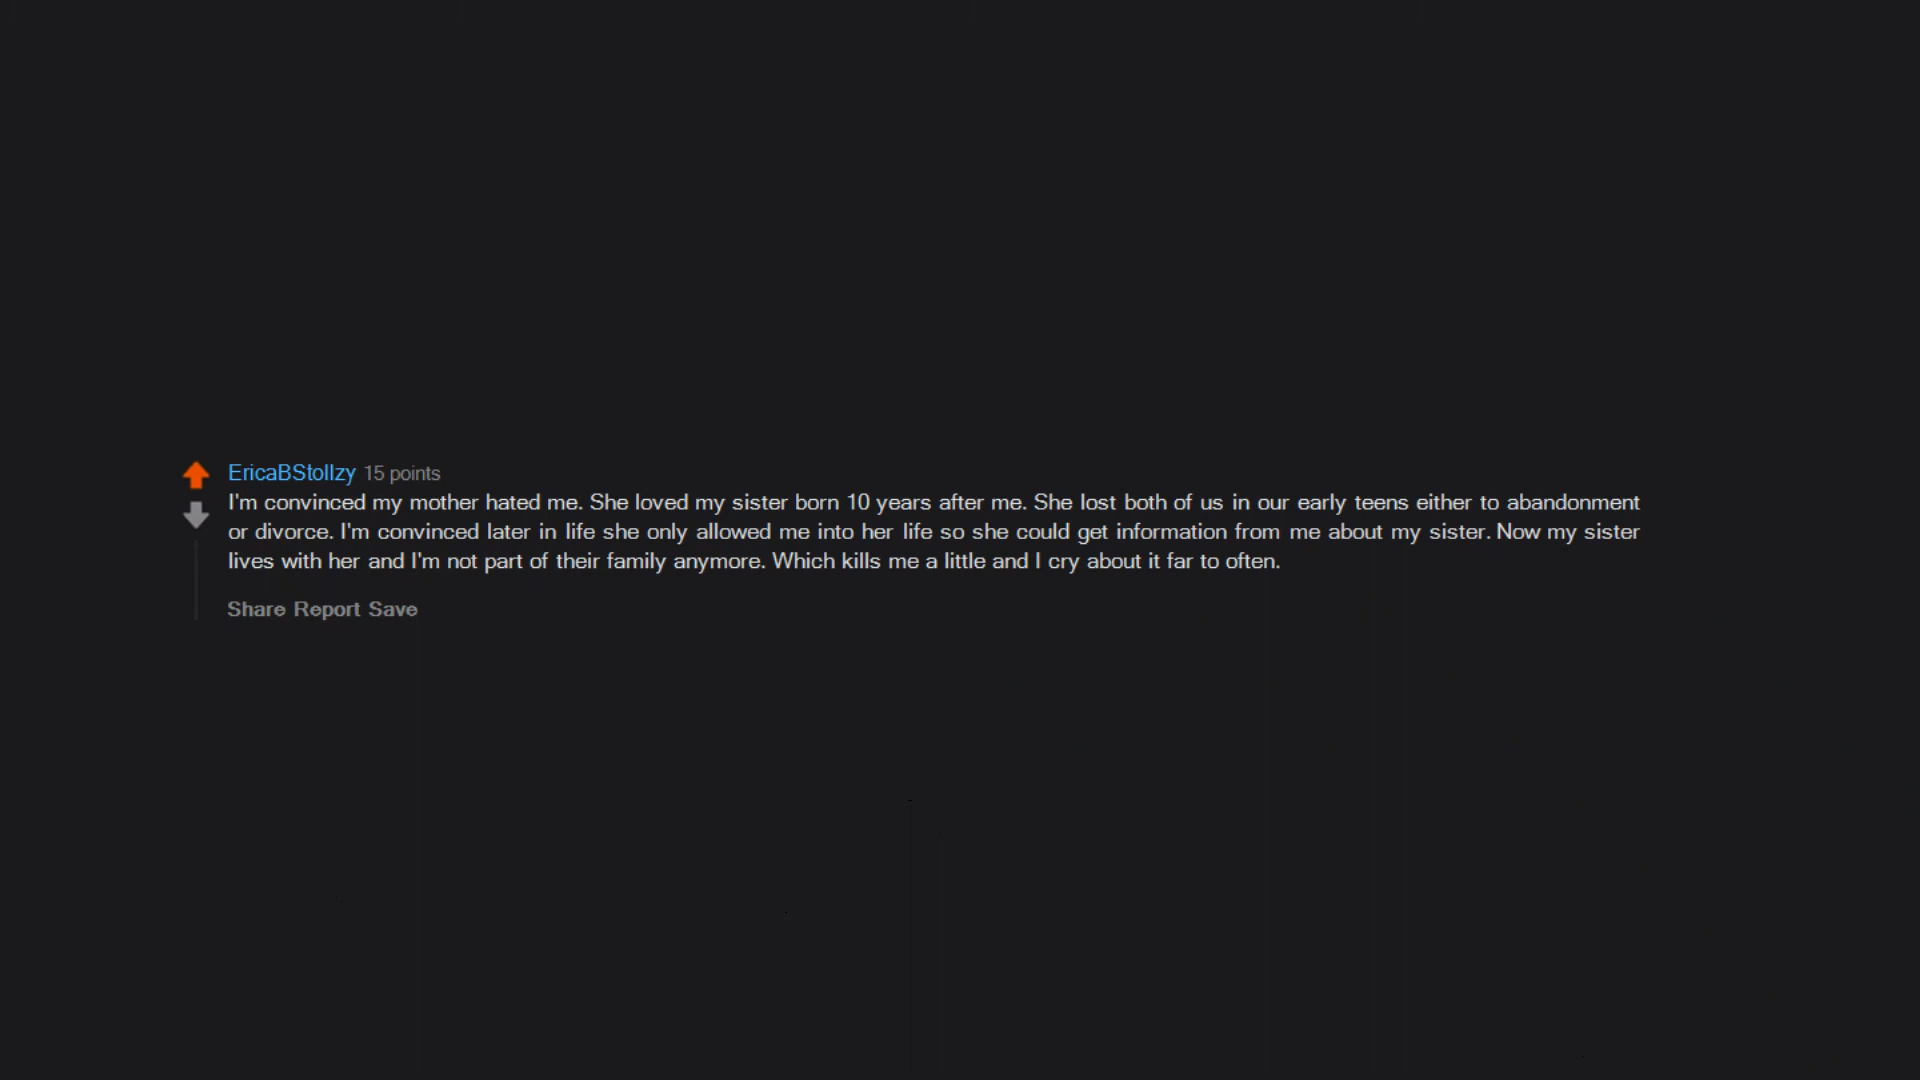 EricaBStollzy 15 points
I'm convinced my mother hated me. She loved my sister born 10 years after me. She lost both of us in our early teens either to abandonment
or divorce. I'm convinced later in life she only allowed me into her life so she could get information from me about my sister. Now my sister
lives with her and I'm not part of their family anymore. Which kills me a little and I cry about it far to often.
Share Report Save